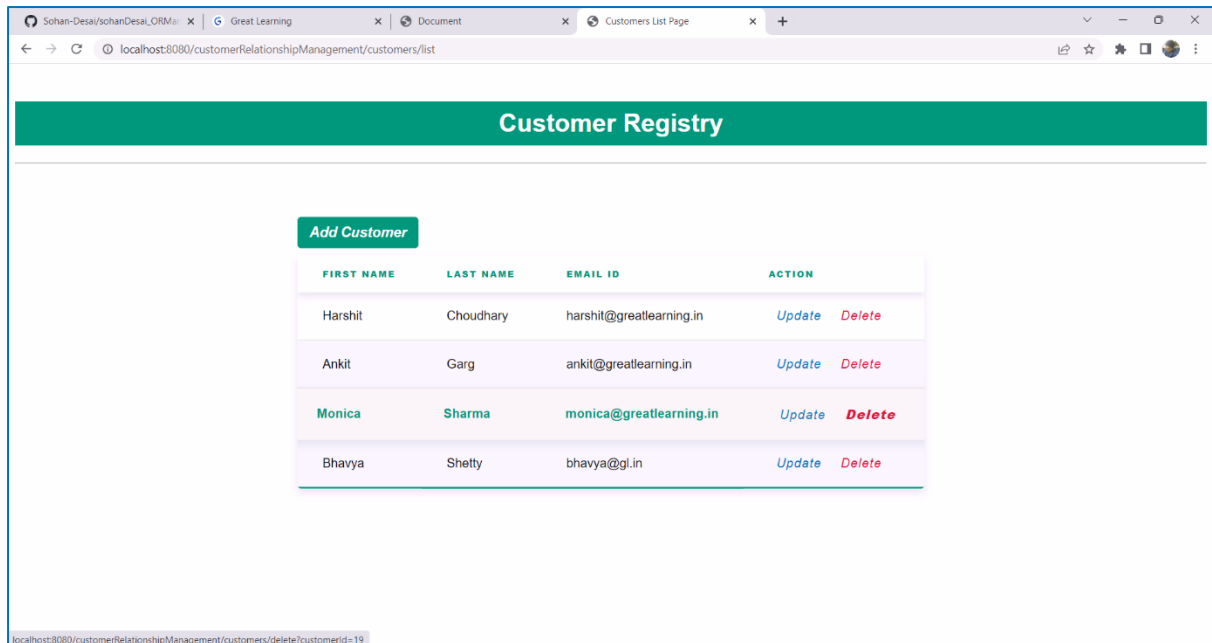 Sohan-Desai/sohanDesai_ORMar Great Learning Document Customers List Page
localhost:8080/customerRelationshipManagement/customers/list
Customer Registry
Add Customer
FIRST NAME LAST NAME EMAIL ID ACTION
Harshit Choudhary harshit@greatlearning.in Update Delete
Ankit Garg ankit@greatlearning.in Update Delete
Monica Sharma monica@greatlearning.in Update Delete
Bhavya Shetty bhavya@gl.in Update Delete
localhost:8080/customerRelationshipManagement/customers/delete?customerId=19